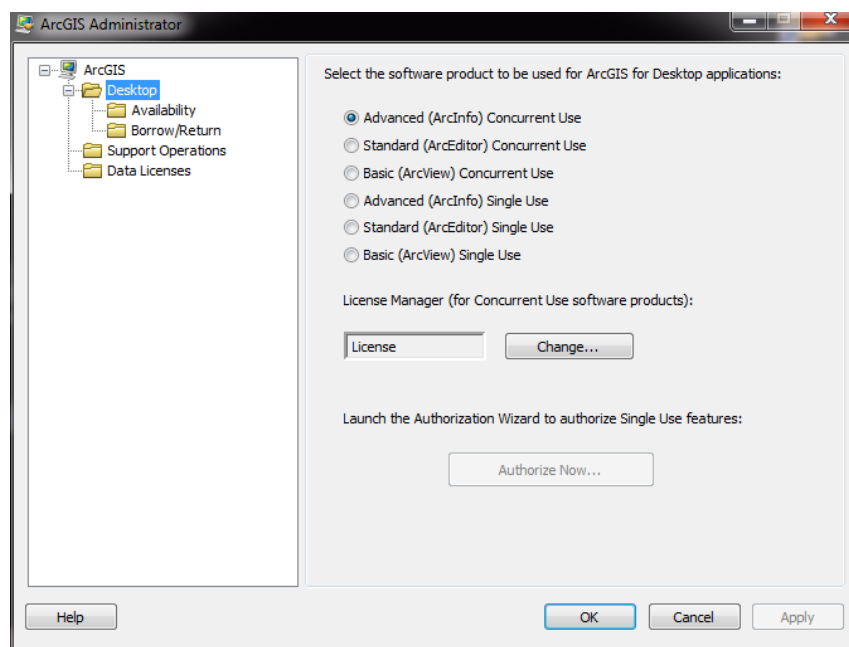 ArcGIS Administrator
ArcGIS
Desktop
Availability
Borrow/Return
Support Operations
Data Licenses
Select the software product to be used for ArcGIS for Desktop applications:
Advanced (ArcInfo) Concurrent Use
Standard (ArcEditor) Concurrent Use
Basic (ArcView) Concurrent Use
Advanced (ArcInfo) Single Use
Standard (ArcEditor) Single Use
Basic (ArcView) Single Use
License Manager (for Concurrent Use software products):
License
Change...
Launch the Authorization Wizard to authorize Single Use features:
Authorize Now...
Help
OK
Cancel
Apply